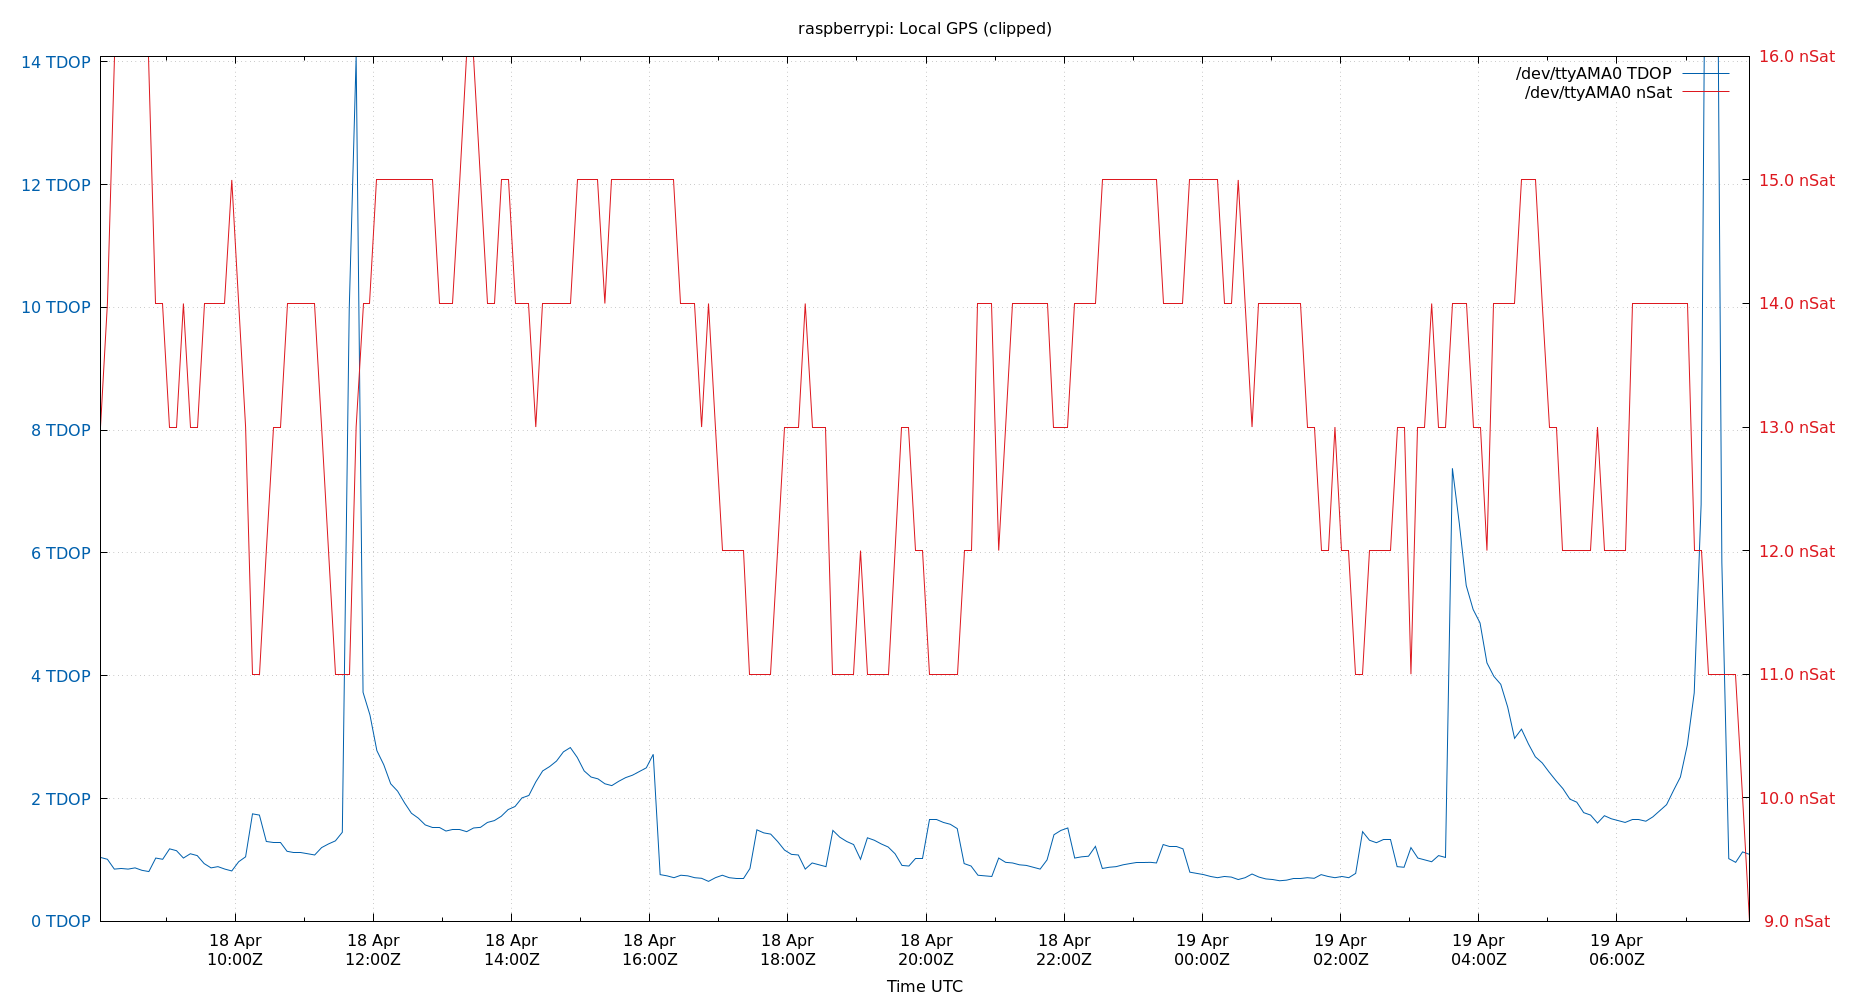 raspberrypi: Local GPS (clipped)
14 TDOP
12 TDOP
10 TDOP
8 TDOP
6 TDOP
4 TDOP
2 TDOP
0 TDOP
16.0 nSat
15.0 nSat
14.0 nSat
13.0 nSat
12.0 nSat
11.0 nSat
10.0 nSat
9.0 nSat
/dev/ttyAMA0 TDOP
/dev/ttyAMA0 nSat
18 Apr
10:00Z
18 Apr
12:00Z
18 Apr
14:00Z
18 Apr
16:00Z
18 Apr
18:00Z
18 Apr
20:00Z
18 Apr
22:00Z
19 Apr
00:00Z
19 Apr
02:00Z
19 Apr
04:00Z
19 Apr
06:00Z
Time UTC